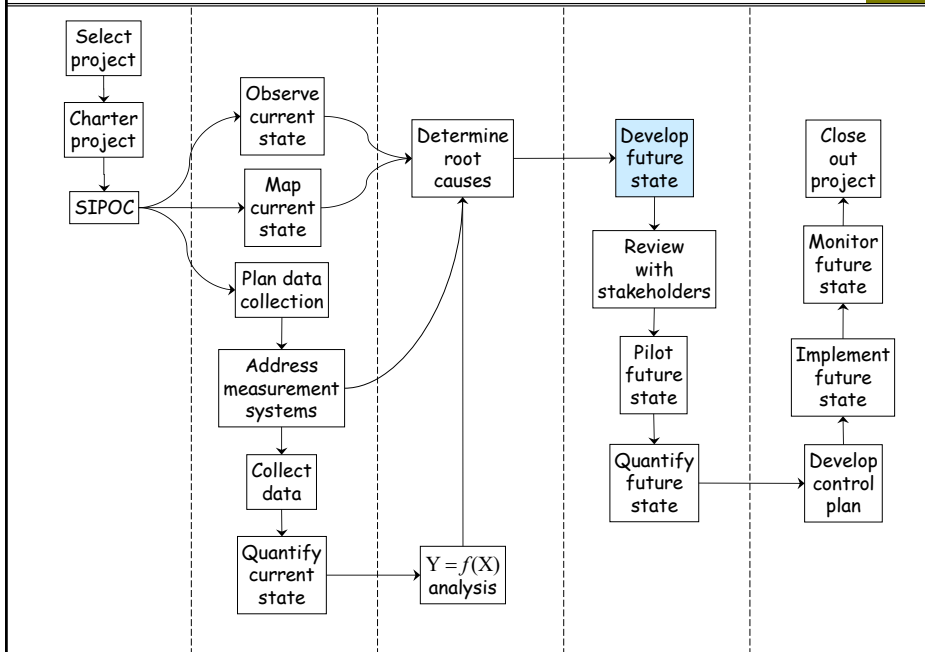 Select
project
Charter
project
SIPOC
Observe
current
state
Map
current
state
Plan data
collection
Address
measurement
systems
Collect
data
Quantify
current
state
Determine
root
causes
Y = f(X)
analysis
Develop
future
state
Review
with
stakeholders
Pilot
future
state
Quantify
future
state
Close
out
project
Monitor
future
state
Implement
future
state
Develop
control
plan